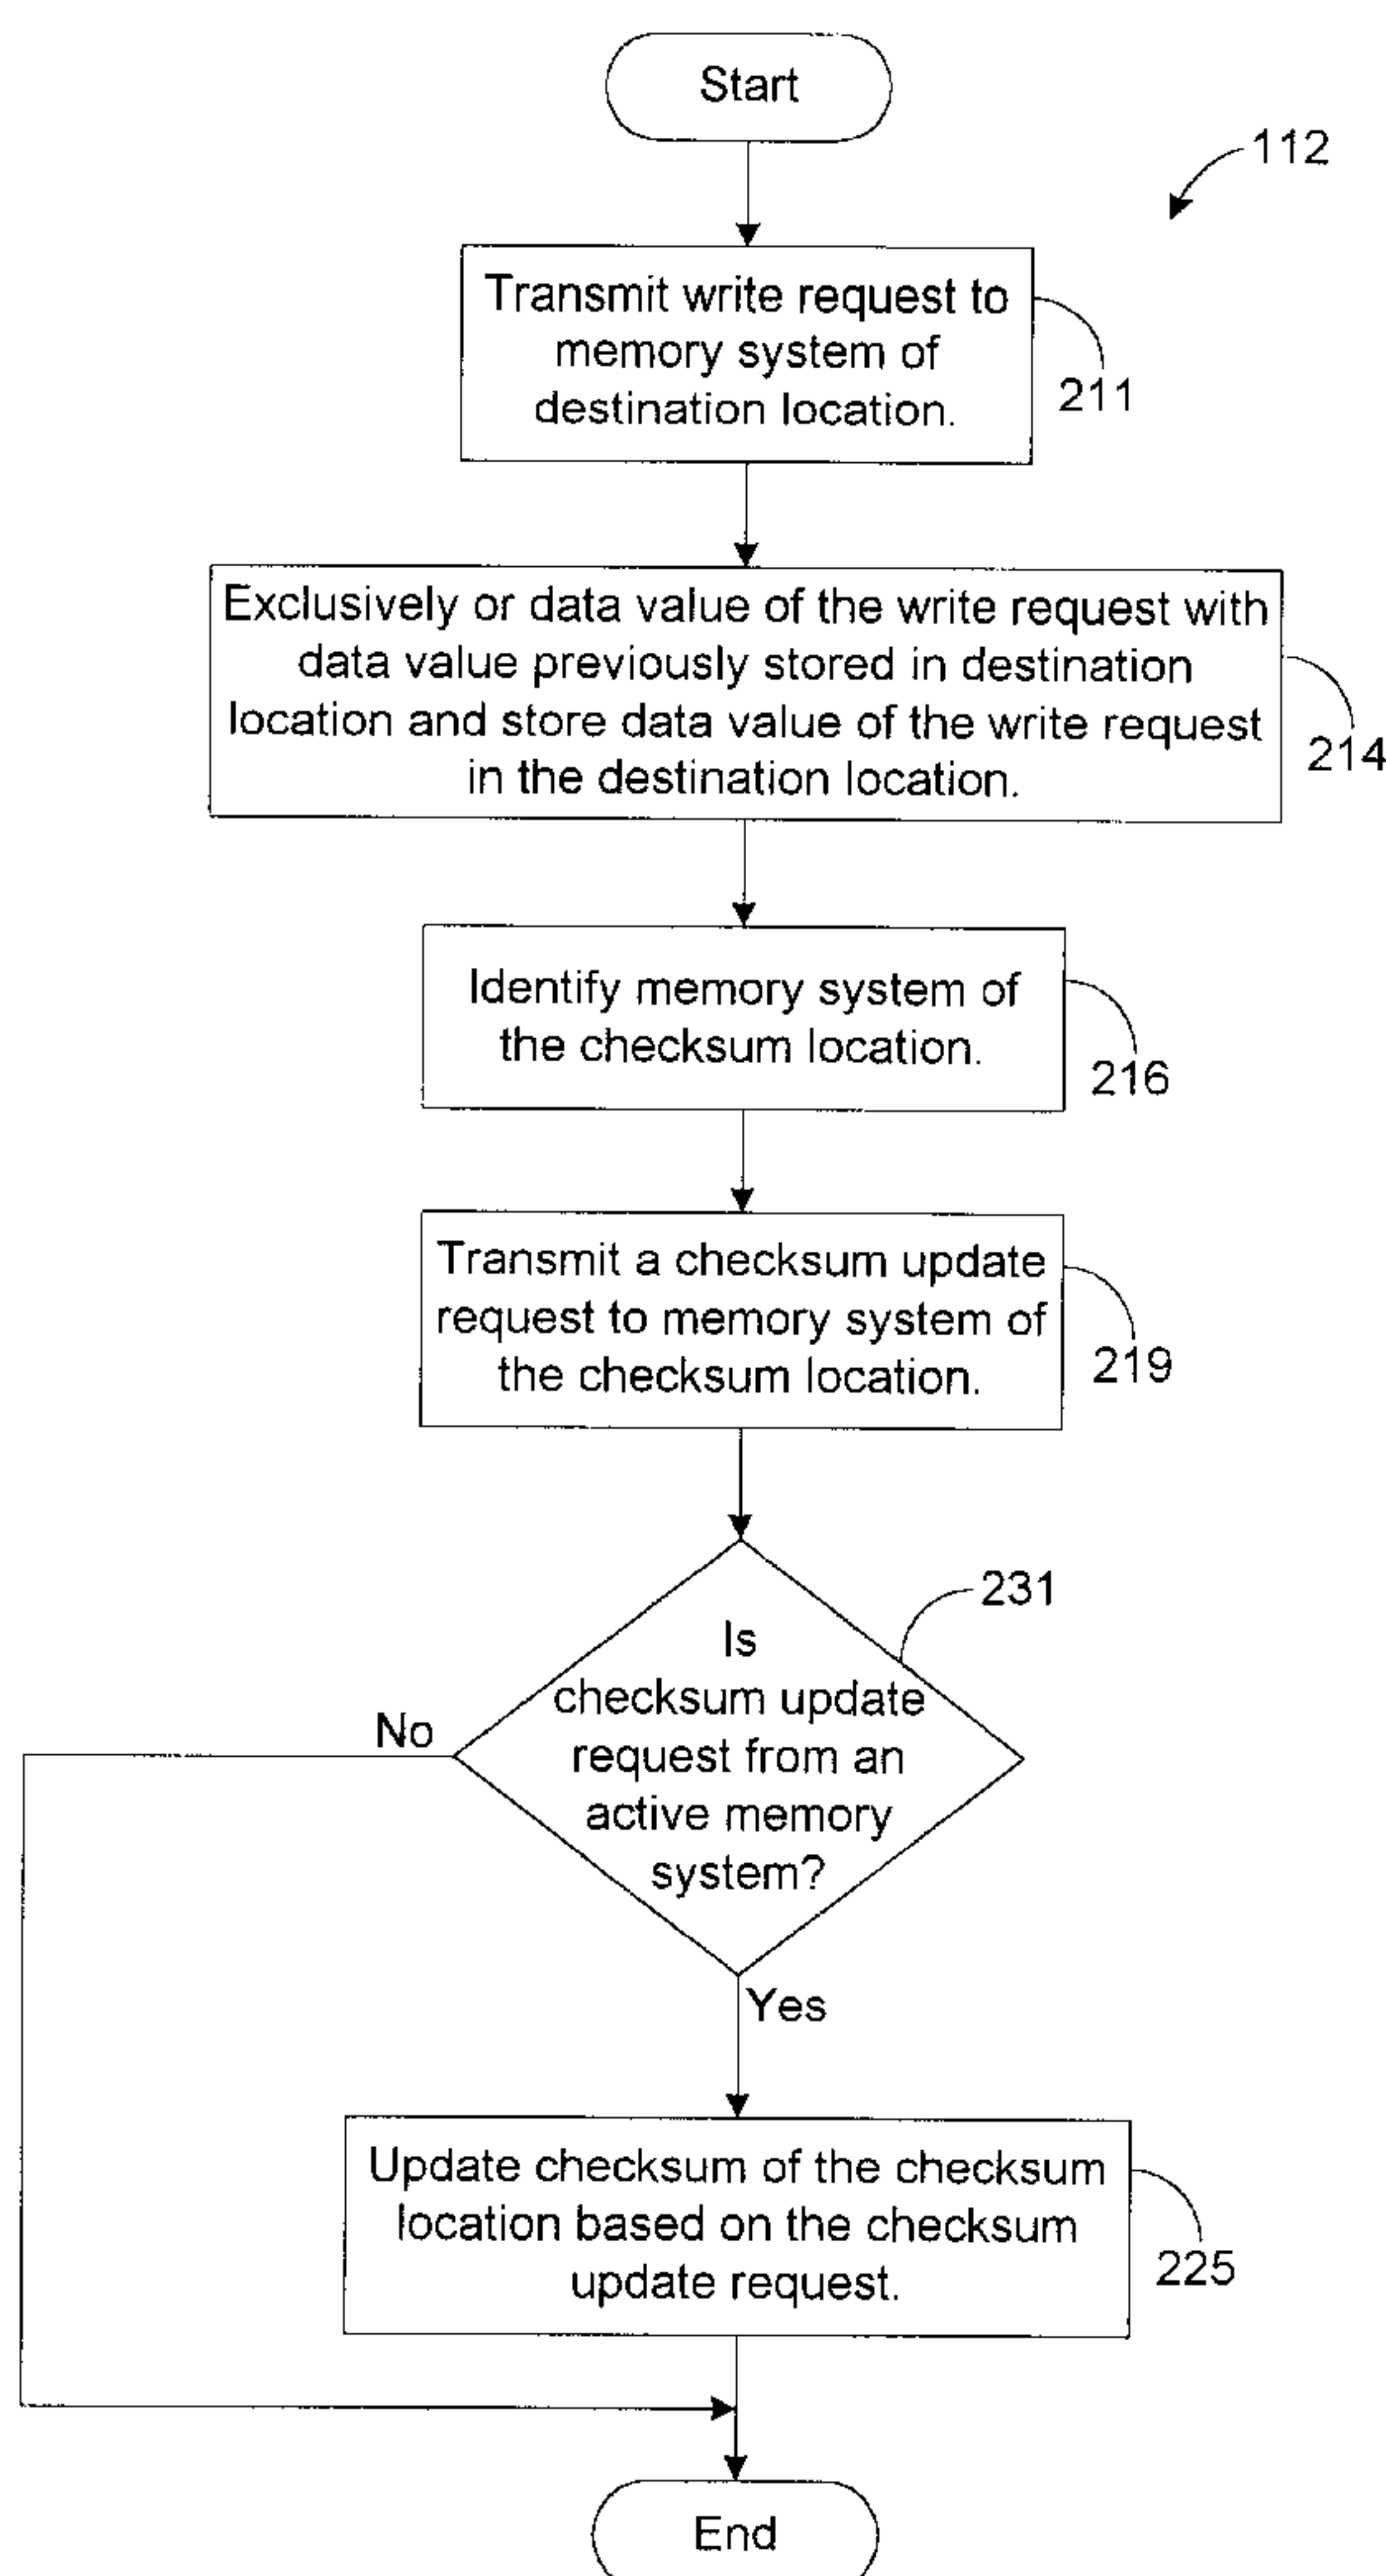 Start
112
Transmit write request to
memory system of
destination location.
211
Exclusively or data value of the write request with
data value previously stored in destination
location and store data value of the write request
in the destination location.
214
Identify memory system of
the checksum location.
216
Transmit a checksum update
request to memory system of
the checksum location.
219
231
Is
checksum update
request from an
active memory
system?
No
Yes
Update checksum of the checksum
location based on the checksum
update request.
225
End